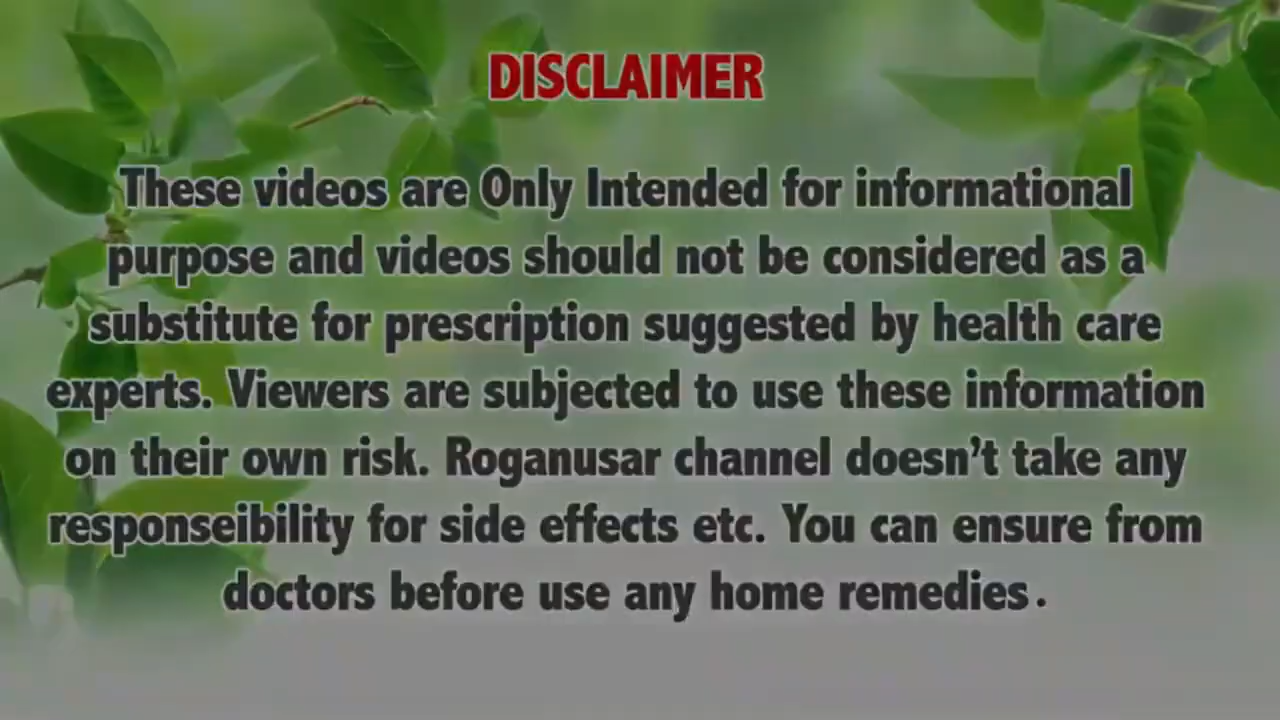 DISCLAIMER
These videos are Only Intended for informational
purpose and videos should not be considered as a
substitute for prescription suggested by health care
experts. Viewers are subjected to use these information
on their own risk. Roganusar channel doesn't take any
responseibility for side effects etc. You can ensure from
doctors before use any home remedies .